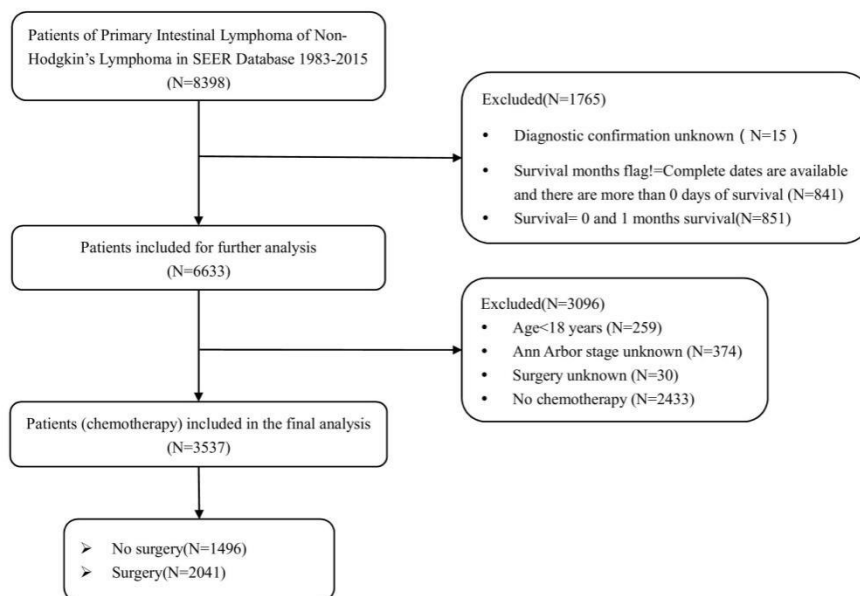 Patients of Primary Intestinal Lymphoma of Non-
Hodgkin's Lymphoma in SEER Database 1983-2015
(N=8398)
Excluded(N=1765)
• Diagnostic confirmation unknown ( N=15 )
• Survival months flag!=Complete dates are available
and there are more than 0 days of survival (N=841)
• Survival= 0 and 1 months survival(N=851)
Patients included for further analysis
(N=6633)
Excluded(N=3096)
• Age<18 years (N=259)
• Ann Arbor stage unknown (N=374)
• Surgery unknown (N=30)
• No chemotherapy (N=2433)
Patients (chemotherapy) included in the final analysis
(N=3537)
➢ No surgery(N=1496)
➢ Surgery(N=2041)